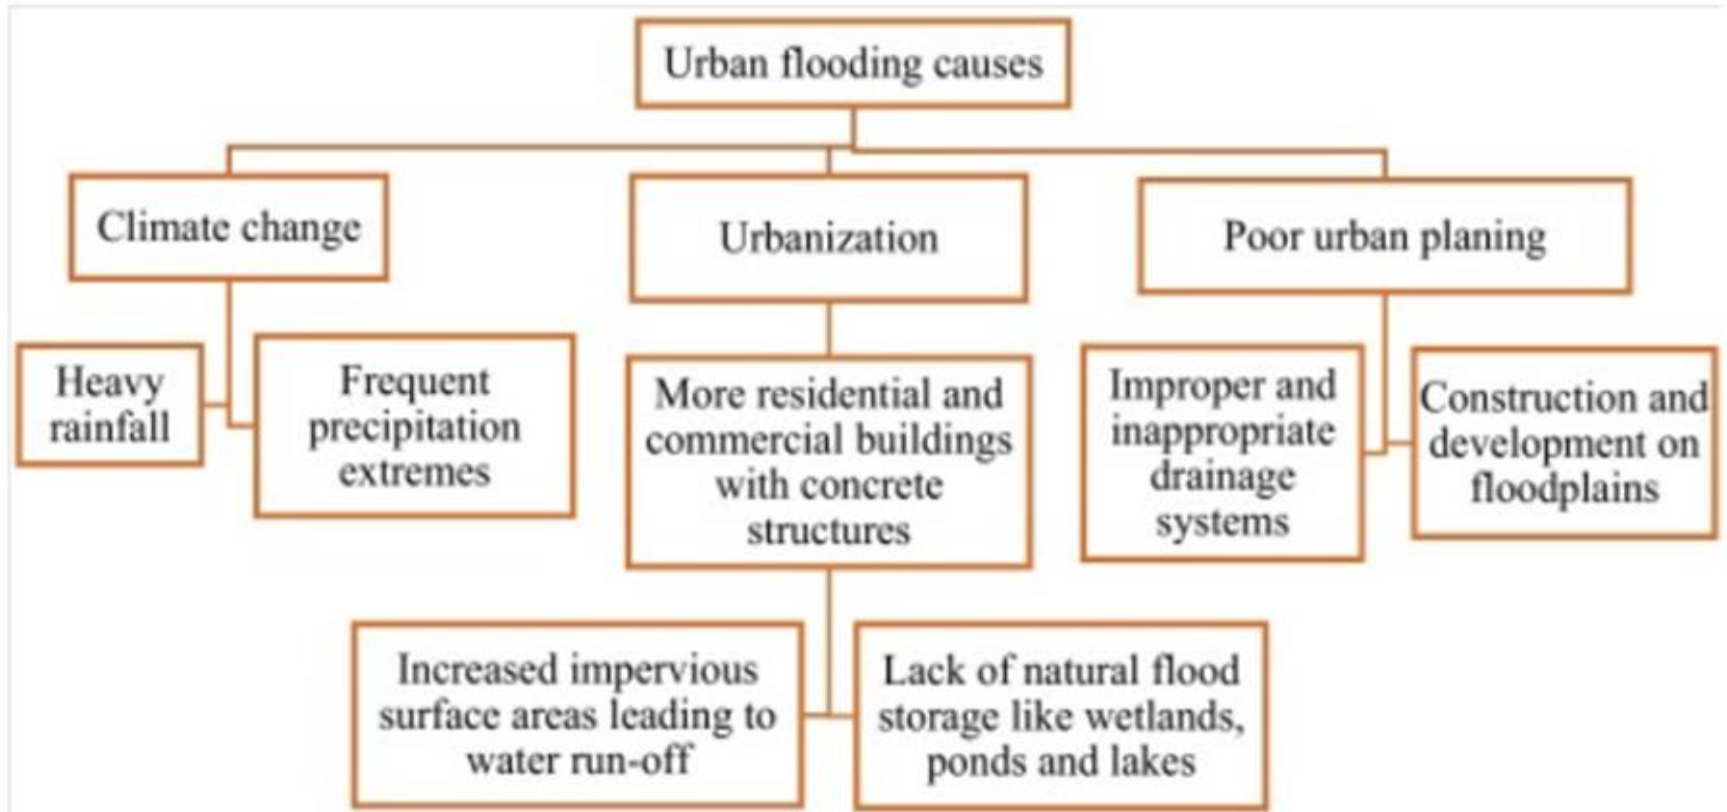 Urban flooding causes
Climate change
Urbanization
Poor urban planing
Heavy
rainfall
Frequent
precipitation
extremes
More residential and
commercial buildings
with concrete
structures
Improper and
inappropriate
drainage
systems
Construction and
development on
floodplains
Increased impervious
surface areas leading to
water run-off
Lack of natural flood
storage like wetlands,
ponds and lakes